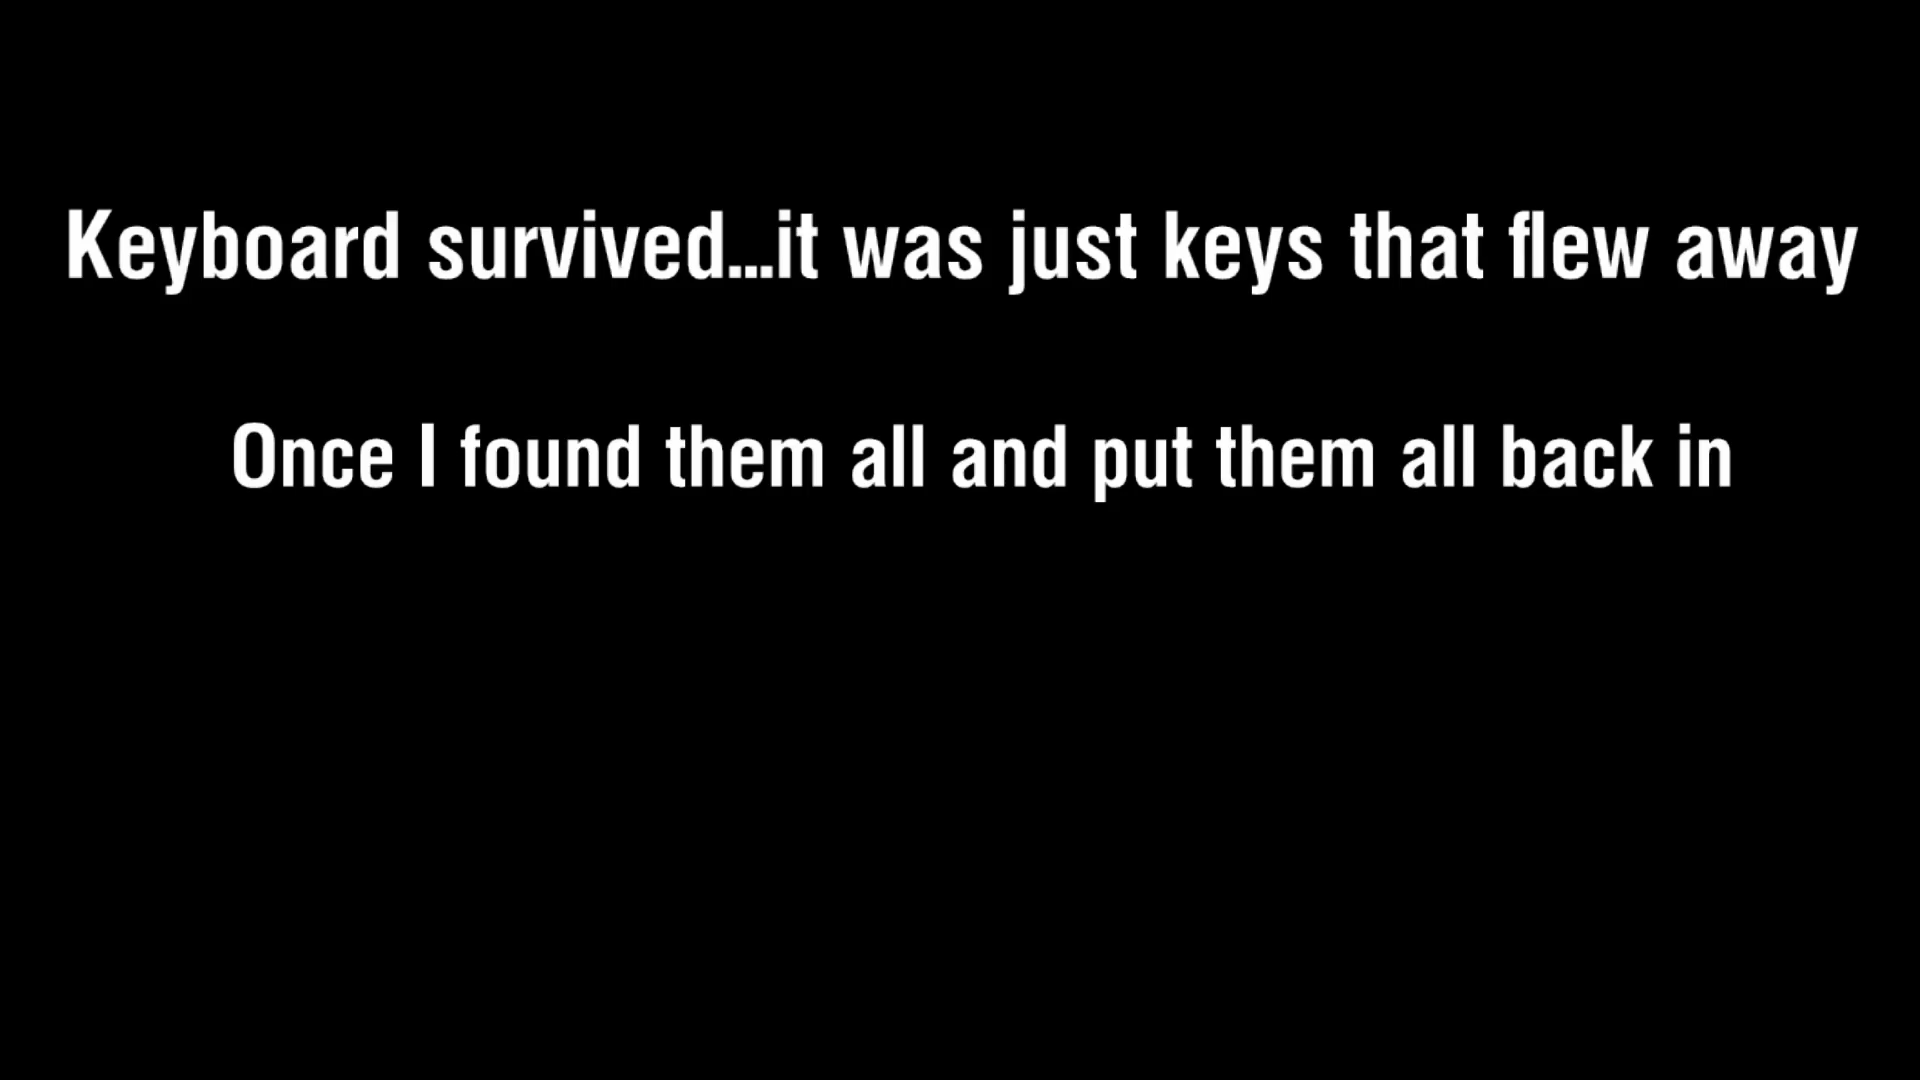 Keyboard survived...it was just keys that flew away
Once I found them all and put them all back in